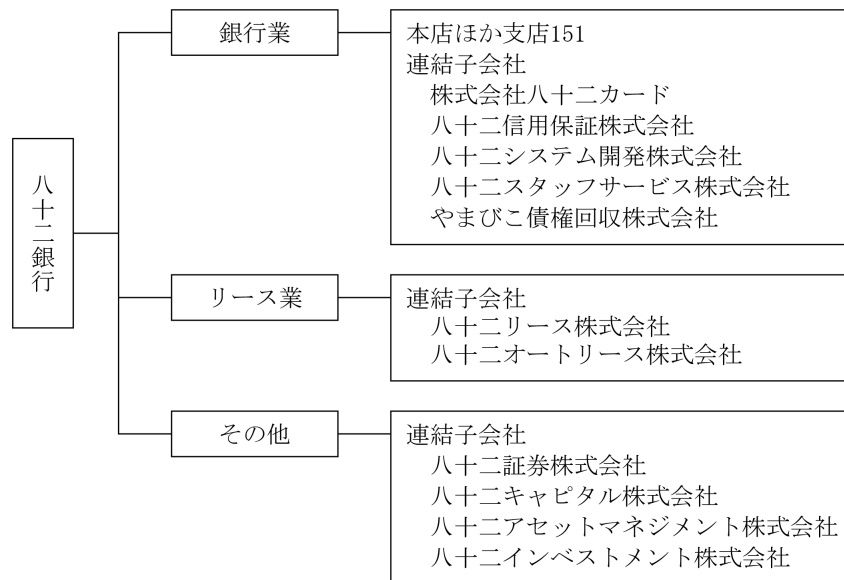 八十二銀行
銀行業
本店ほか支店151
連結子会社
株式会社八十二カード
八十二信用保証株式会社
八十二システム開発株式会社
八十二スタッフサービス株式会社
やまびこ債権回収株式会社
リース業
連結子会社
八十二リース株式会社
八十二オートリース株式会社
その他
連結子会社
八十二証券株式会社
八十二キャピタル株式会社
八十二アセットマネジメント株式会社
八十二インベストメント株式会社